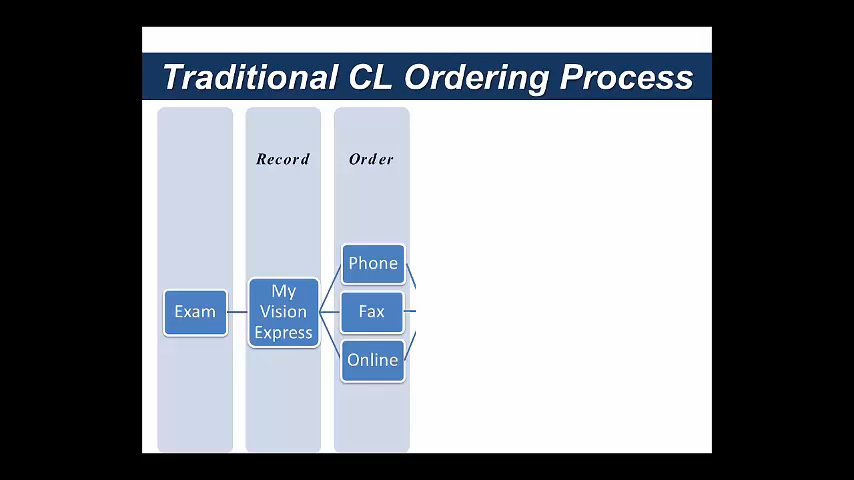 Traditional CL Ordering Process
Record
Order
Exam
My
Vision
Express
Phone
Fax
Online